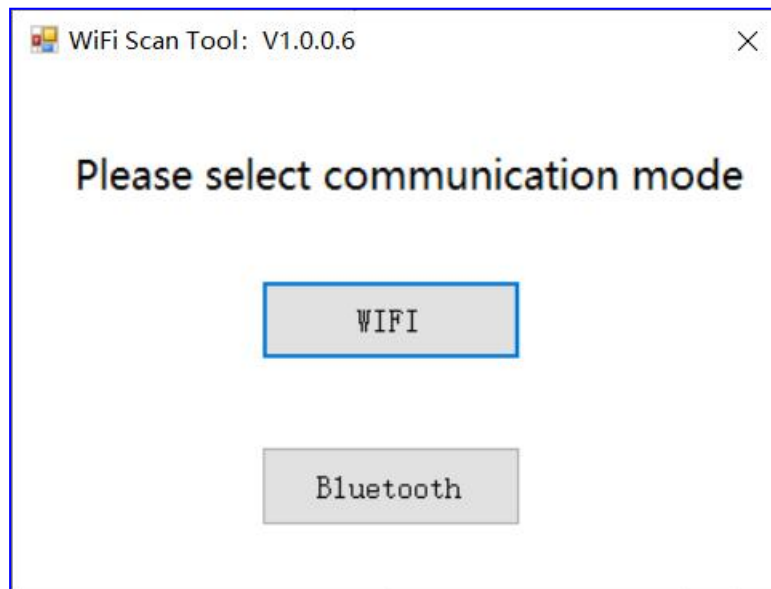 WiFi Scan Tool：V1.0.0.6
Please select communication mode
WIFI
Bluetooth